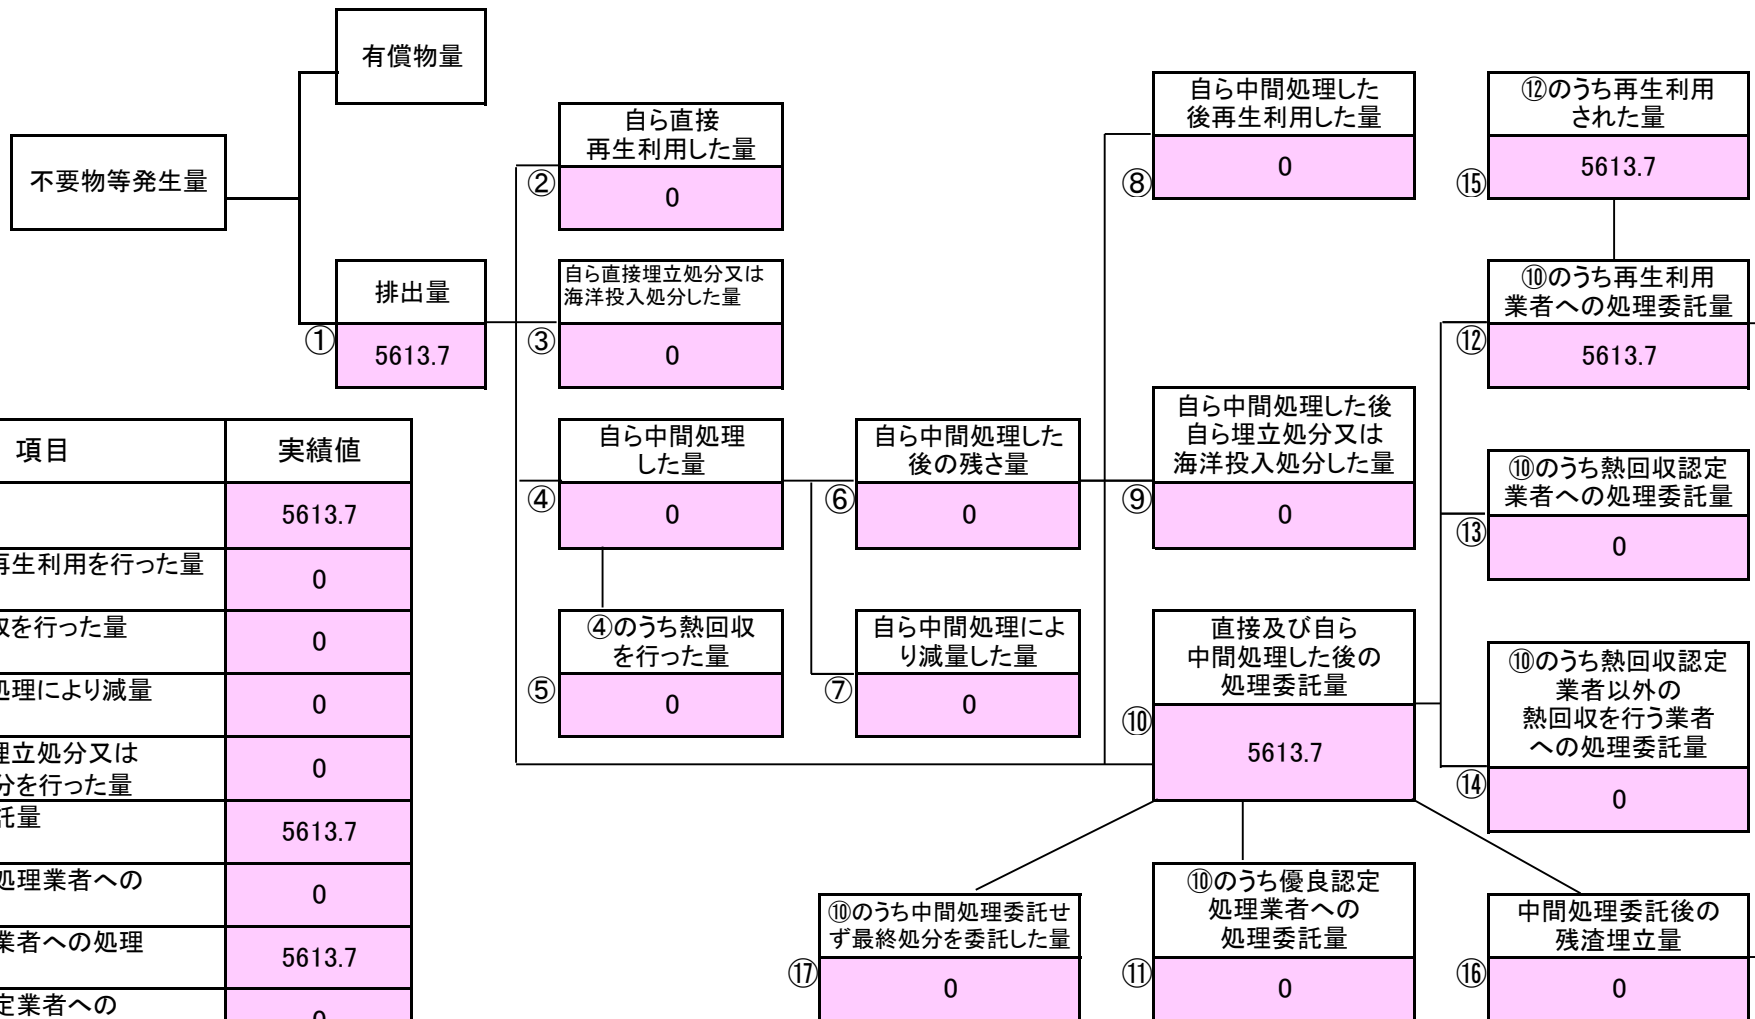 有償物量
不要物等発生量
自ら直接
再生利用した量
②
0
自ら中間処理した
後再生利用した量
⑧
0
⑫のうち再生利用
された量
⑮
5613.7
排出量
①
5613.7
自ら直接埋立処分又は
海洋投入処分した量
③
0
⑩のうち再生利用
業者への処理委託量
⑫
5613.7
自ら中間処理
した量
④
0
自ら中間処理した
後の残さ量
⑥
0
自ら中間処理した後
自ら埋立処分又は
海洋投入処分した量
⑨
0
⑩のうち熱回収認定
業者への処理委託量
⑬
0
④のうち熱回収
を行った量
⑤
0
自ら中間処理によ
り減量した量
⑦
0
直接及び自ら
中間処理した後の
処理委託量
⑩
5613.7
⑩のうち熱回収認定
業者以外の
熱回収を行う業者
への処理委託量
⑭
0
⑩のうち中間処理委託せ
ず最終処分を委託した量
⑰
0
⑩のうち優良認定
処理業者への
処理委託量
⑪
0
中間処理委託後の
残渣埋立量
⑯
0
項目
実績値
5613.7
再生利用を行った量
0
収を行った量
0
処理により減量
0
埋立処分又は
分を行った量
0
託量
5613.7
処理業者への
0
業者への処理
5613.7
定業者への
0